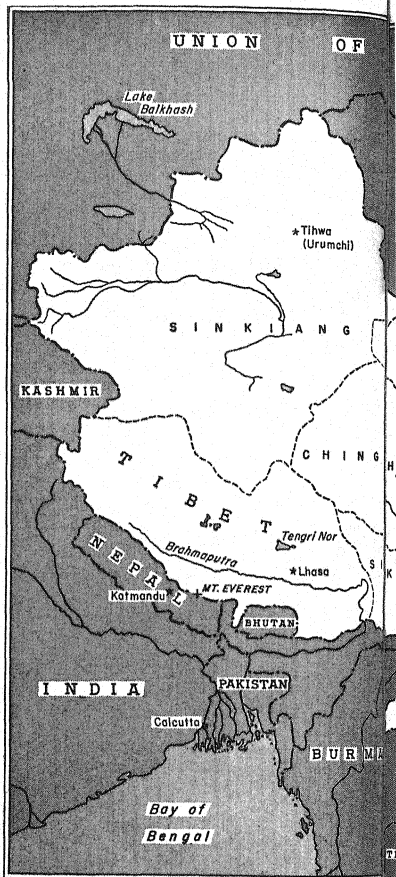 UNION OF
Lake
Balkhash
Tihwa
(Urumchi)
SINKIANG
KASHMIR
CHING
TIBET
Tengri Nor
Brahmaputra
Lhasa
NEPAL
MT. EVEREST
Katmandu
BHUTAN
PAKISTAN
INDIA
Calcutta
BURM
Bay of
Bengal